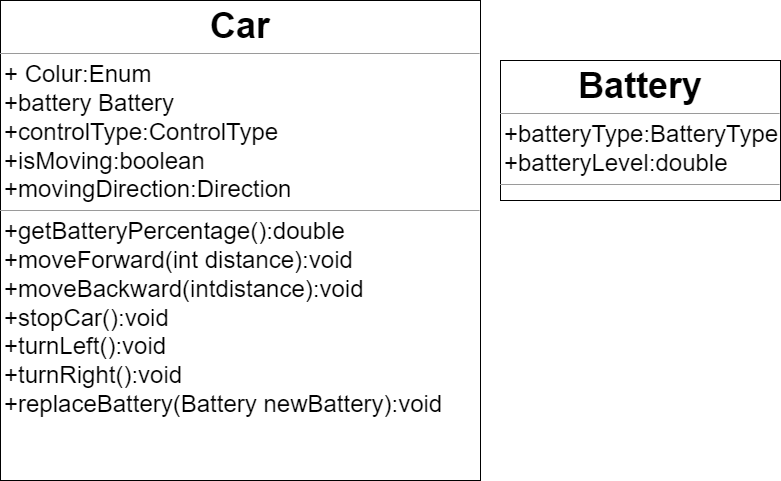 Car
+ Colur:Enum
+battery Battery
+controlType:ControlType
+isMoving:boolean
+movingDirection:Direction
+getBatteryPercentage():double
+moveForward(int distance):void
+moveBackward(intdistance):void
+stopCar():void
+turnLeft():void
+turnRight():void
+replaceBattery(Battery newBattery):void
Battery
+batteryType:BatteryType
+batteryLevel:double